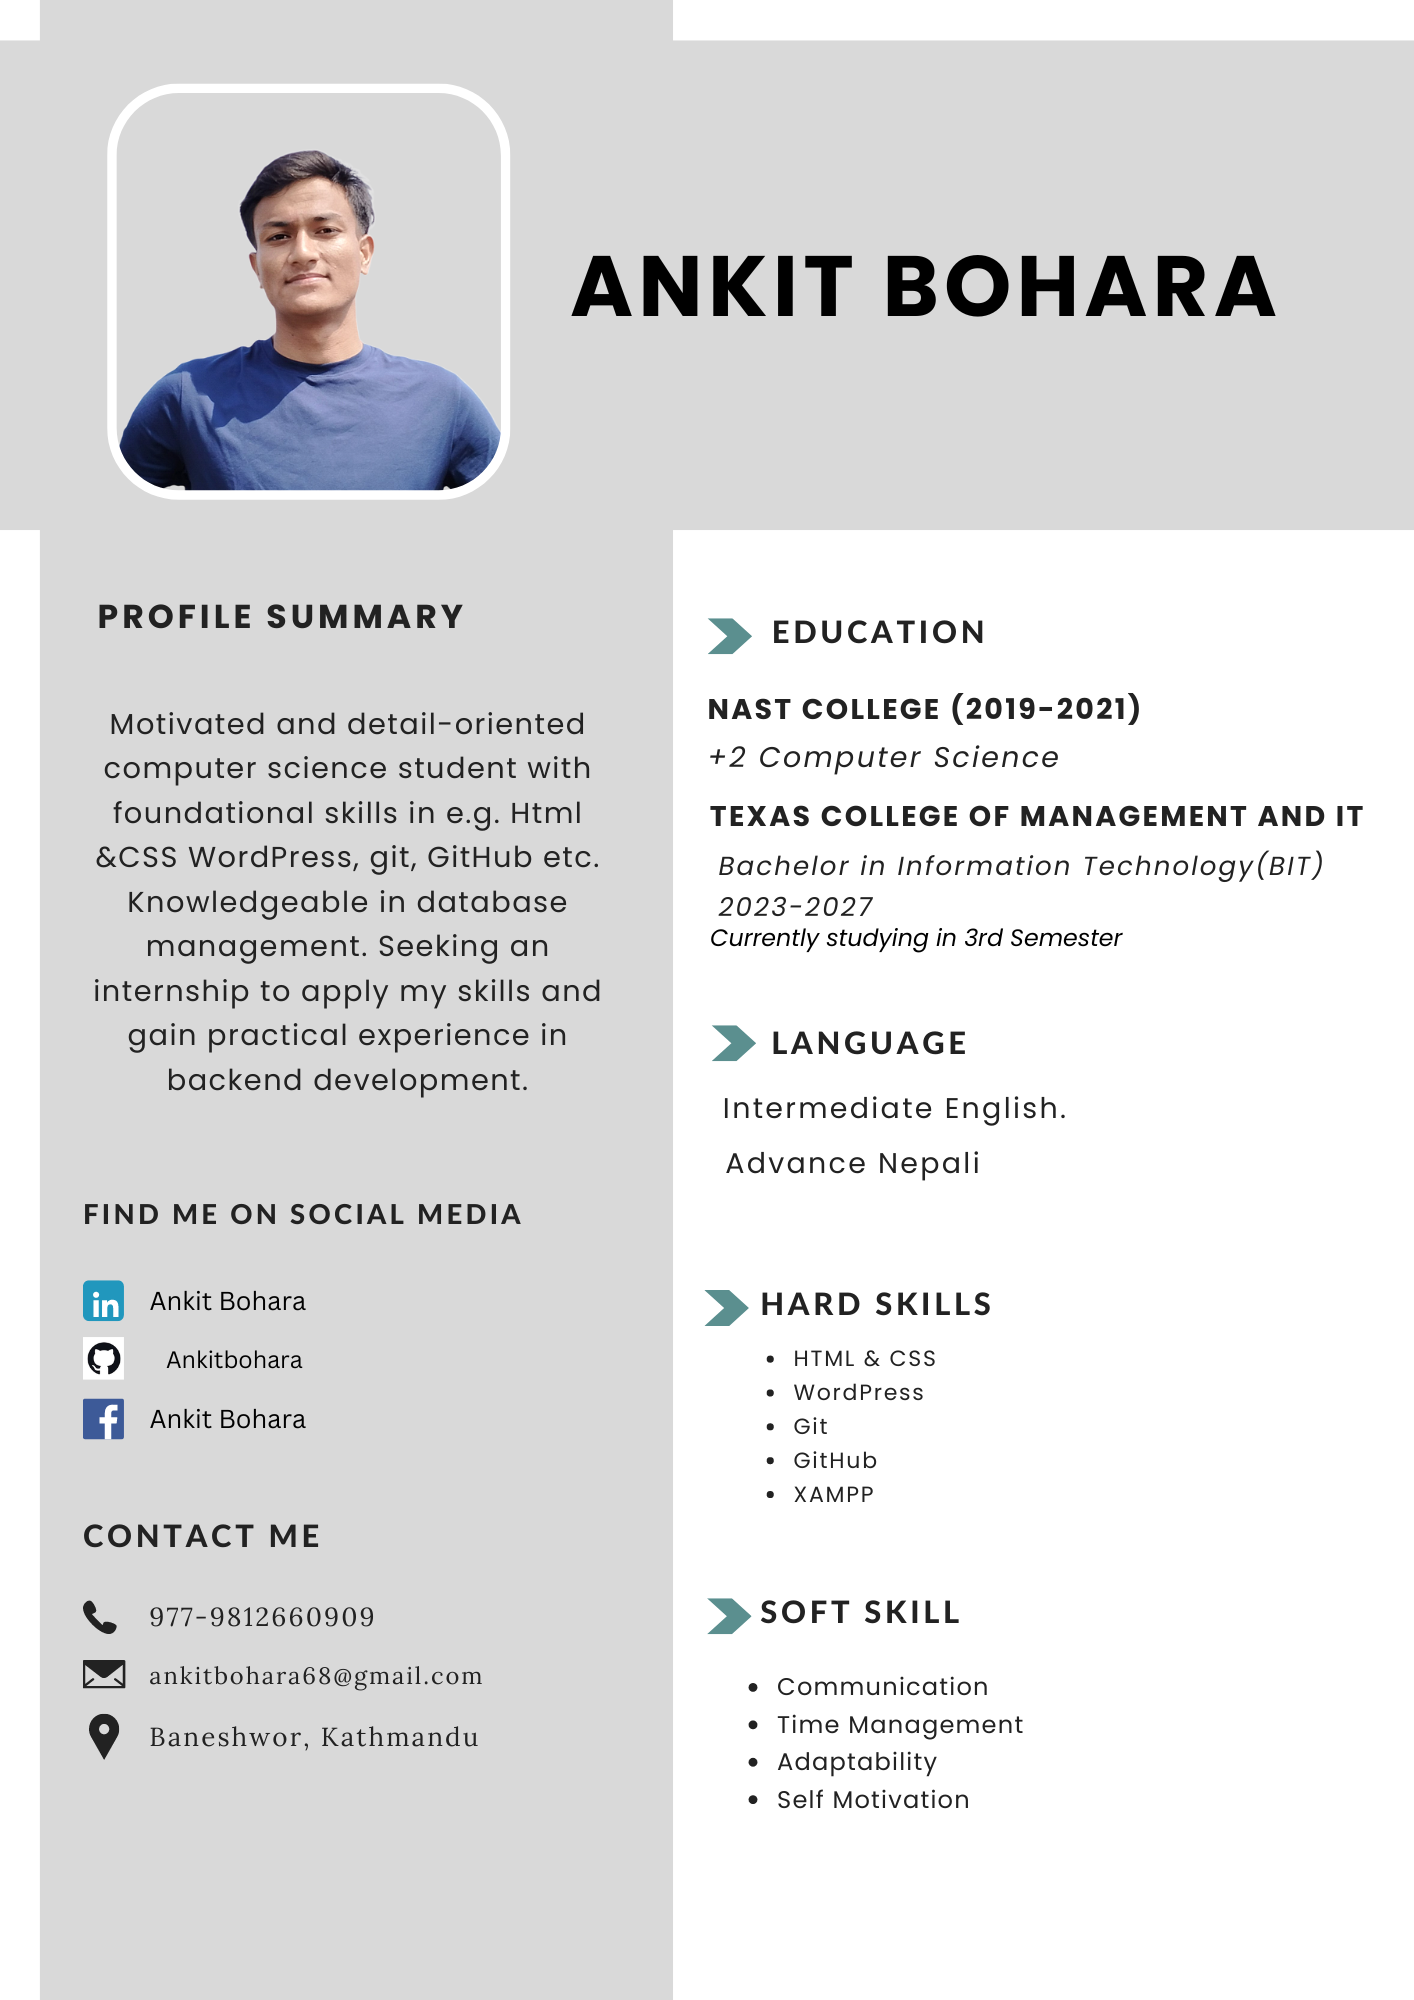 ANKIT BOHARA
PROFILE SUMMARY
Motivated and detail-oriented
computer science student with
foundational skills in e.g. Html
&CSS WordPress, git, GitHub etc.
Knowledgeable in database
management. Seeking an
internship to apply my skills and
gain practical experience in
backend development.
FIND ME ON SOCIAL MEDIA
in Ankit Bohara
Ankitbohara
f Ankit Bohara
CONTACT ME
977-9812660909
ankitbohara68@gmail.com
Baneshwor, Kathmandu
EDUCATION
NAST COLLEGE (2019-2021)
+2 Computer Science
TEXAS COLLEGE OF MANAGEMENT AND IT
Bachelor in Information Technology(BIT)
2023-2027
Currently studying in 3rd Semester
LANGUAGE
Intermediate English.
Advance Nepali
HARD SKILLS
• HTML & CSS
• WordPress
• Git
• GitHub
• XAMPP
SOFT SKILL
• Communication
• Time Management
• Adaptability
• Self Motivation